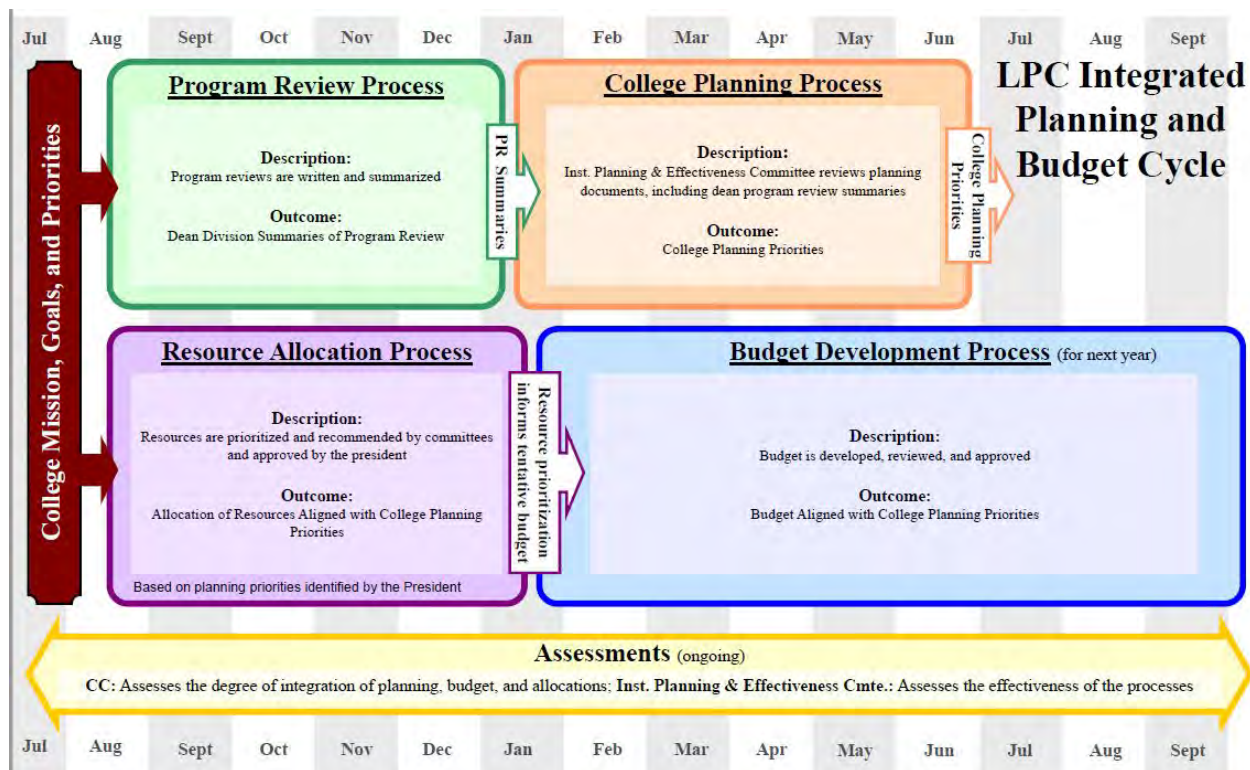 Jul Aug Sept Oct Nov Dec Jan Feb Mar Apr May Jun Jul Aug Sept
LPC Integrated
Planning and
Budget Cycle
College Mission, Goals, and Priorities
Program Review Process
Description:
Program reviews are written and summarized
Outcome:
Dean Division Summaries of Program Review
PR Summaries
College Planning Process
Description:
Inst. Planning & Effectiveness Committee reviews planning
documents, including dean program review summaries
Outcome:
College Planning Priorities
College Planning
Priorities
Resource Allocation Process
Description:
Resources are prioritized and recommended by committees
and approved by the president
Outcome:
Allocation of Resources Aligned with College Planning
Priorities
Based on planning priorities identified by the President
Resource prioritization
informs tentative budget
Budget Development Process (for next year)
Description:
Budget is developed, reviewed, and approved
Outcome:
Budget Aligned with College Planning Priorities
Assessments (ongoing)
CC: Assesses the degree of integration of planning, budget, and allocations; Inst. Planning & Effectiveness Cmte.: Assesses the effectiveness of the processes
Jul Aug Sept Oct Nov Dec Jan Feb Mar Apr May Jun Jul Aug Sept